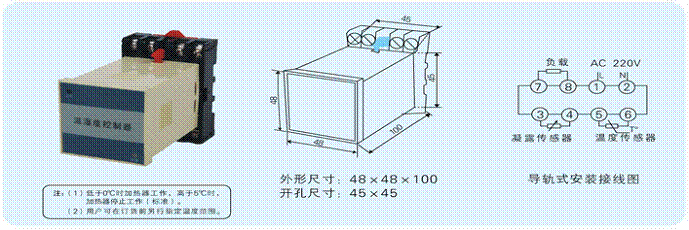 温湿度控制器
注:(1)低于0℃时加热器工作,高于5℃时,
加热器停止工作(标准)。
(2)用户可在订货前另行指定温度范围。
45
48
45
48
100
外形尺寸:48×48×100
开孔尺寸:45×45
负载 AC 220V
L N
7 8 1 2
3 4 5 6
凝露传感器 温度传感器
导轨式安装接线图